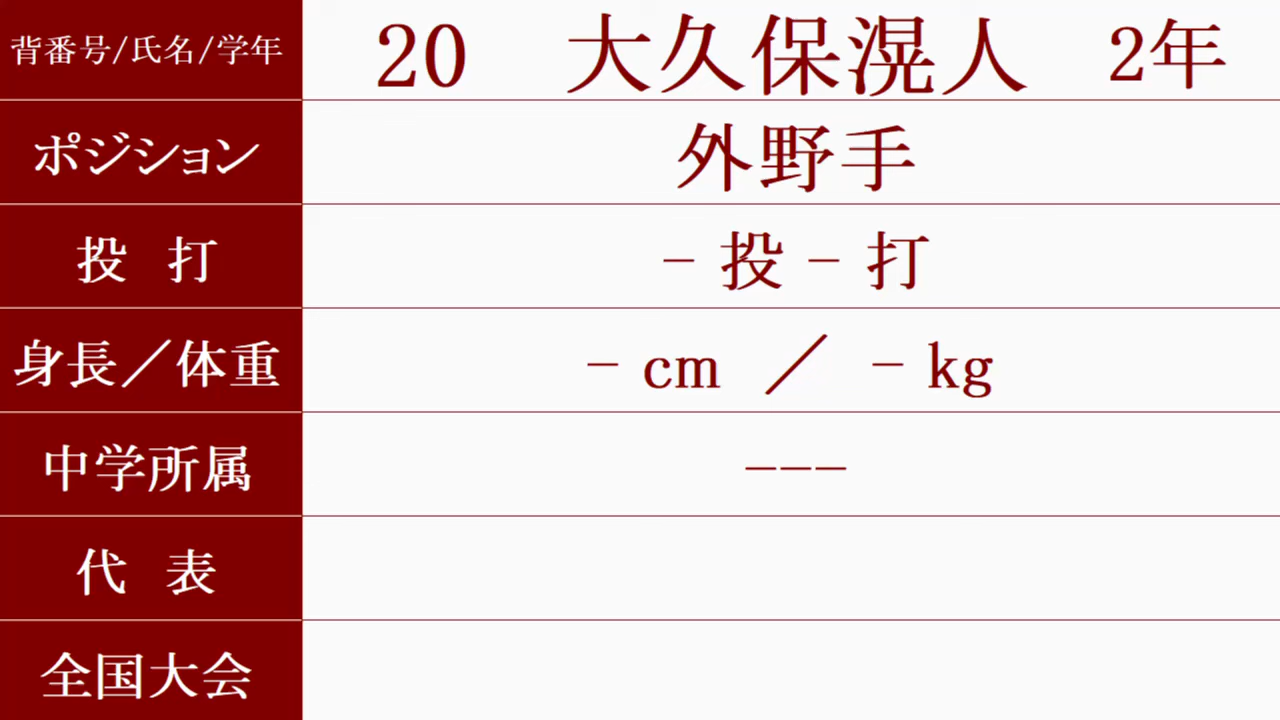 背番号/氏名/学年 20 大久保滉人 2年
ポジション 外野手
投 打 − 投 − 打
身長／体重 − cm ／ − kg
中学所属 −−−
代 表
全国大会